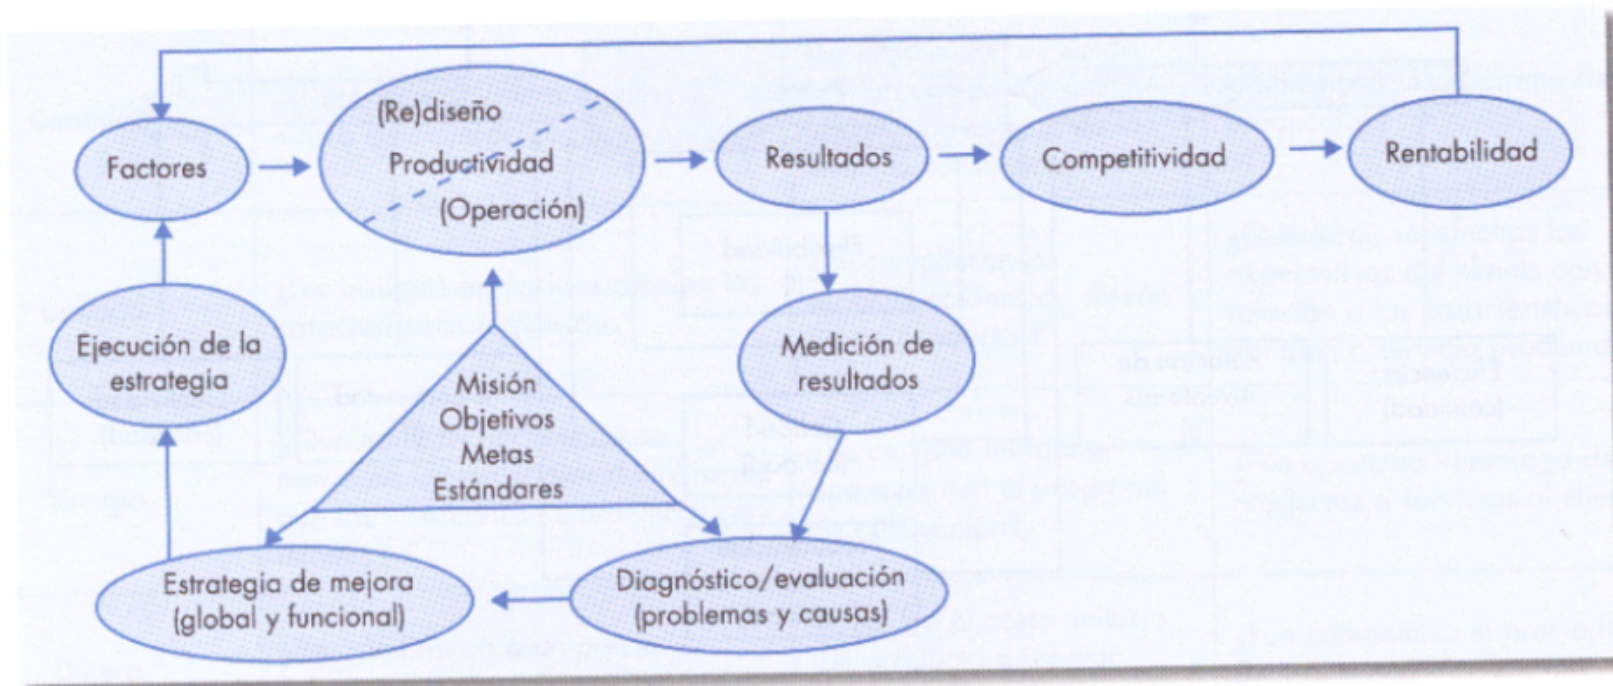 (Re)diseño
Factores
Productividad
(Operación)
Resultados
Competitividad
Rentabilidad
Ejecución de la
estrategia
Misión
Objetivos
Metas
Estándares
Medición de
resultados
Estrategia de mejora
(global y funcional)
Diagnóstico/evaluación
(problemas y causas)